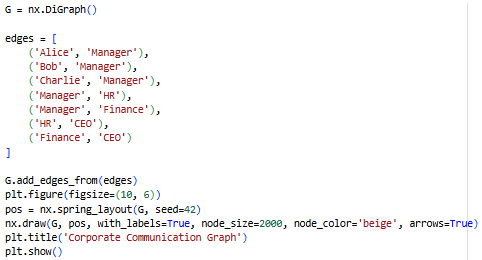 G = nx.DiGraph()
edges = [
    ('Alice', 'Manager'),
    ('Bob', 'Manager'),
    ('Charlie', 'Manager'),
    ('Manager', 'HR'),
    ('Manager', 'Finance'),
    ('HR', 'CEO'),
    ('Finance', 'CEO')
]
G.add_edges_from(edges)
plt.figure(figsize=(10, 6))
pos = nx.spring_layout(G, seed=42)
nx.draw(G, pos, with_labels=True, node_size=2000, node_color='beige', arrows=True)
plt.title('Corporate Communication Graph')
plt.show()